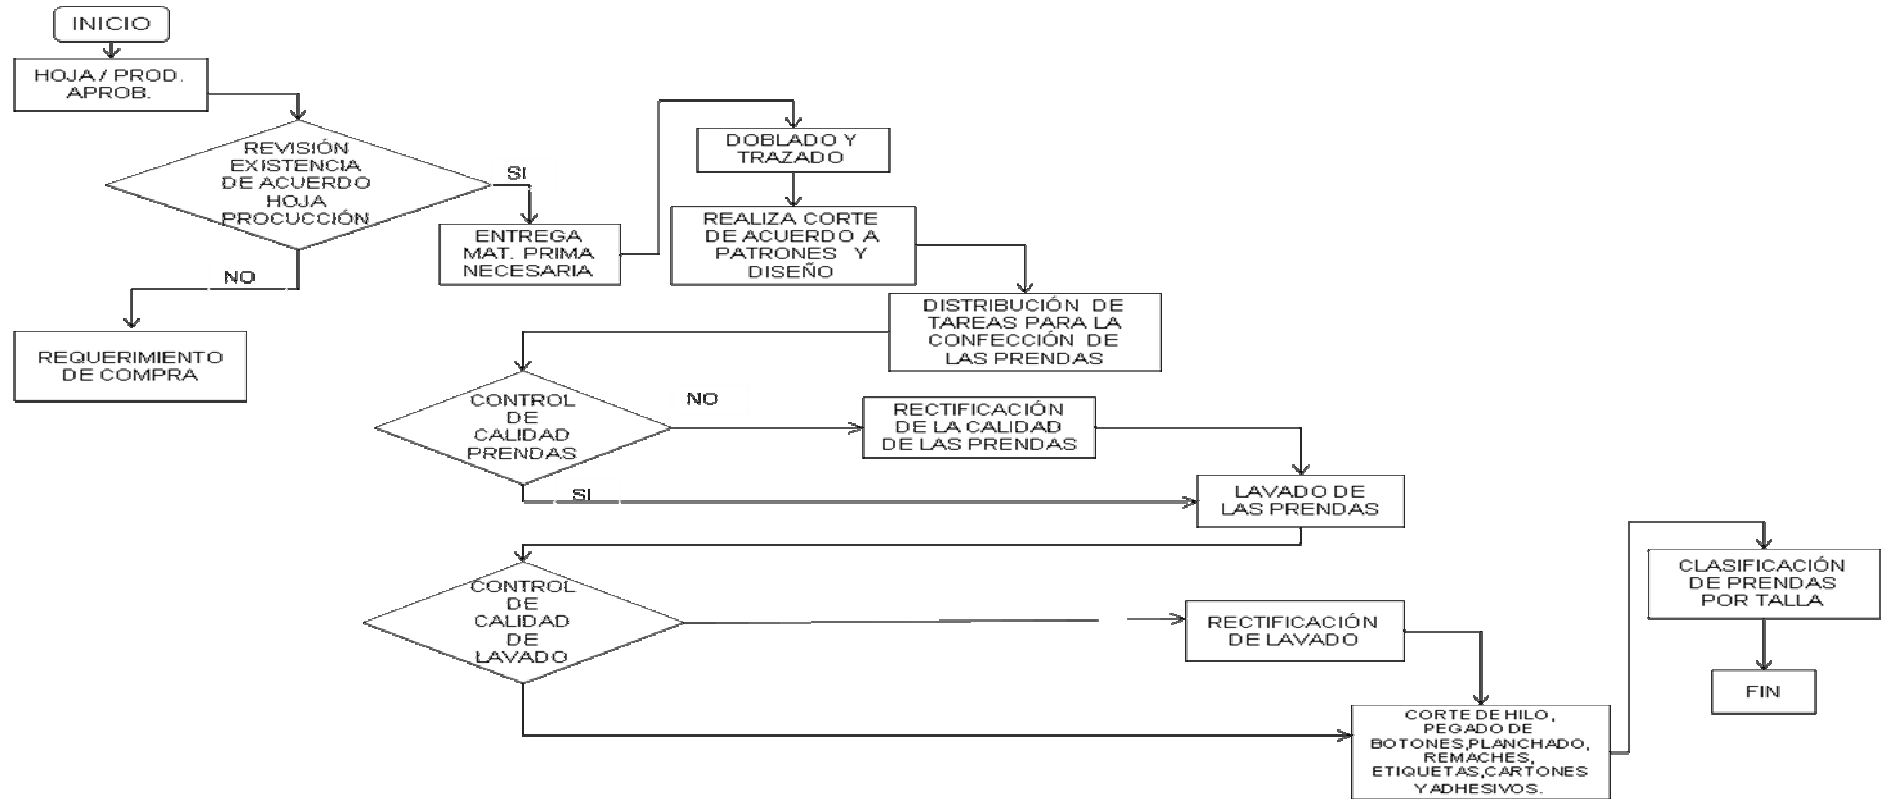 INICIO
HOJA / PROD.
APROB.
REVISIÓN
EXISTENCIA
DE ACUERDO
HOJA
PROCUCCIÓN
SI
NO
ENTREGA
MAT. PRIMA
NECESARIA
REQUERIMIENTO
DE COMPRA
DOBLADO Y
TRAZADO
REALIZA CORTE
DE ACUERDO A
PATRONES Y
DISEÑO
DISTRIBUCIÓN DE
TAREAS PARA LA
CONFECCIÓN DE
LAS PRENDAS
CONTROL
DE
CALIDAD
PRENDAS
NO
SI
RECTIFICACIÓN
DE LA CALIDAD
DE LAS PRENDAS
LAVADO DE
LAS PRENDAS
CONTROL
DE
CALIDAD
DE
LAVADO
RECTIFICACIÓN
DE LAVADO
CORTE DE HILO,
PEGADO DE
BOTONES,PLANCHADO,
REMACHES,
ETIQUETAS,CARTONES
Y ADHESIVOS.
CLASIFICACIÓN
DE PRENDAS
POR TALLA
FIN